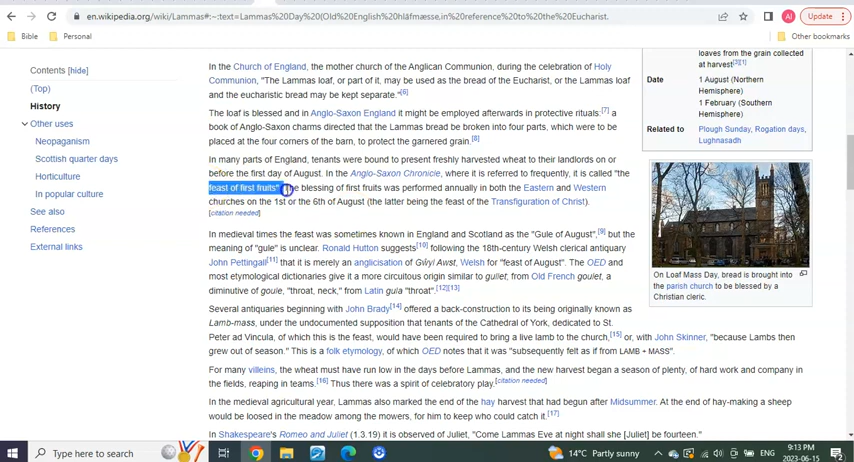 en.wikipedia.org/wiki/Lammas#:~:text=Lammas%20Day%20(Old%20English%20hláfmæsse,in%20reference%20to%20the%20Eucharist.
AI
Update
Bible
Personal
Other bookmarks
Contents [hide]
(Top)
History
Other uses
Neopaganism
Scottish quarter days
Horticulture
In popular culture
See also
References
External links
In the Church of England, the mother church of the Anglican Communion, during the celebration of Holy
Communion, "The Lammas loaf, or part of it, may be used as the bread of the Eucharist, or the Lammas loaf
and the eucharistic bread may be kept separate."[6]
The loaf is blessed and in Anglo-Saxon England it might be employed afterwards in protective rituals:[7] a
book of Anglo-Saxon charms directed that the Lammas bread be broken into four parts, which were to be
placed at the four corners of the barn, to protect the garnered grain.[8]
In many parts of England, tenants were bound to present freshly harvested wheat to their landlords on or
before the first day of August. In the Anglo-Saxon Chronicle, where it is referred to frequently, it is called "the
feast of first fruits". The blessing of first fruits was performed annually in both the Eastern and Western
churches on the 1st or the 6th of August (the latter being the feast of the Transfiguration of Christ).
[citation needed]
In medieval times the feast was sometimes known in England and Scotland as the "Gule of August",[9] but the
meaning of "gule" is unclear. Ronald Hutton suggests[10] following the 18th-century Welsh clerical antiquary
John Pettingall[11] that it is merely an anglicisation of Gŵyl Awst, Welsh for "feast of August". The OED and
most etymological dictionaries give it a more circuitous origin similar to gullet; from Old French goulet, a
diminutive of goule, "throat, neck," from Latin gula "throat".[12][13]
Several antiquaries beginning with John Brady[14] offered a back-construction to its being originally known as
Lamb-mass, under the undocumented supposition that tenants of the Cathedral of York, dedicated to St.
Peter ad Vincula, of which this is the feast, would have been required to bring a live lamb to the church,[15] or, with John Skinner, "because Lambs then
grew out of season." This is a folk etymology, of which OED notes that it was "subsequently felt as if from LAMB + MASS".
For many villeins, the wheat must have run low in the days before Lammas, and the new harvest began a season of plenty, of hard work and company in
the fields, reaping in teams.[16] Thus there was a spirit of celebratory play.[citation needed]
In the medieval agricultural year, Lammas also marked the end of the hay harvest that had begun after Midsummer. At the end of hay-making a sheep
would be loosed in the meadow among the mowers, for him to keep who could catch it.[17]
In Shakespeare's Romeo and Juliet (1.3.19) it is observed of Juliet, "Come Lammas Eve at night shall she [Juliet] be fourteen."
loaves from the grain collected
at harvest[3][1]
Date 1 August (Northern
Hemisphere)
1 February (Southern
Hemisphere)
Related to Plough Sunday, Rogation days,
Lughnasadh
On Loaf Mass Day, bread is brought into
the parish church to be blessed by a
Christian cleric.
Type here to search
14°C Partly sunny
ENG
9:13 PM
2023-06-15
2